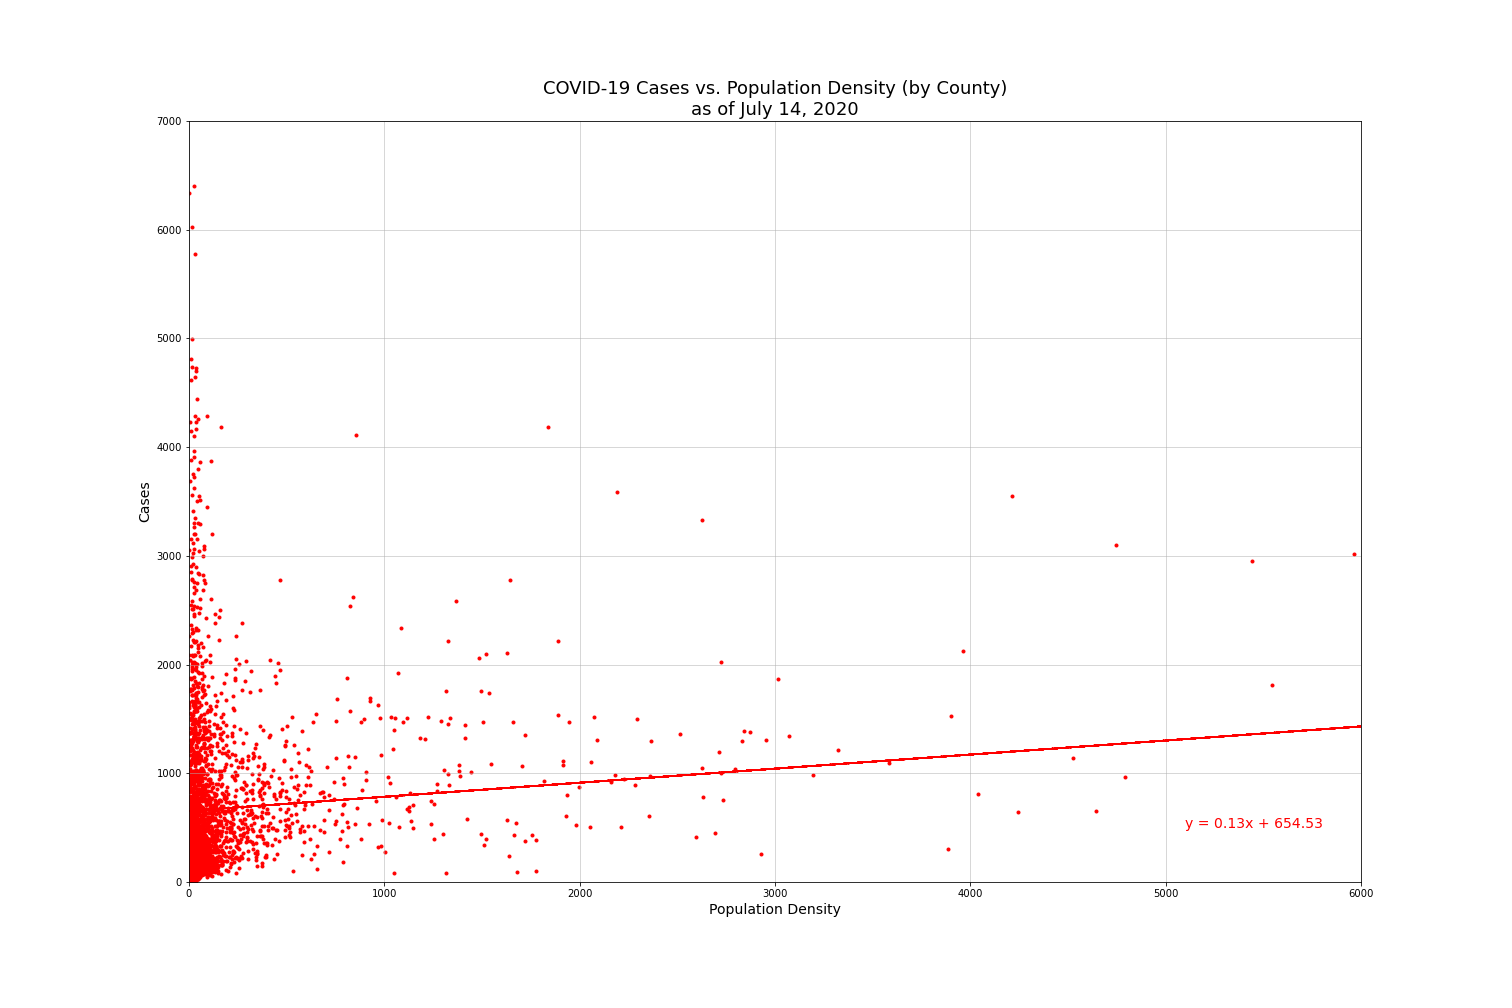 COVID-19 Cases vs. Population Density (by County)
as of July 14, 2020
7000
6000
5000
4000
3000
2000
1000
0
Cases
y = 0.13x + 654.53
0 1000 2000 3000 4000 5000 6000
Population Density